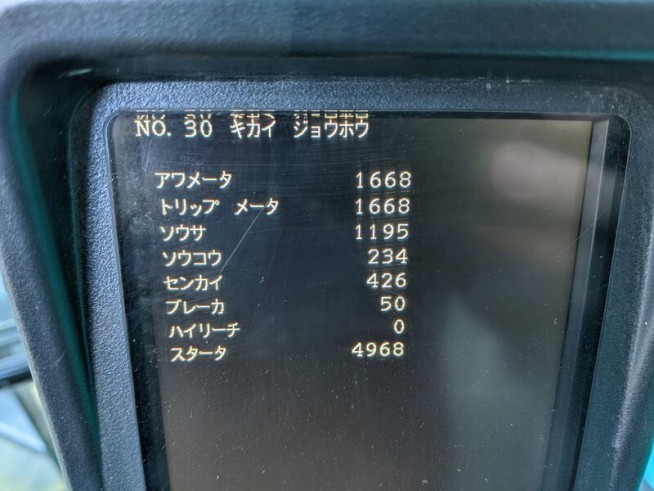 NO. 30 キカイ ジョウホウ
アワメータ 1668
トリップ メータ 1668
ソウサ 1195
ソウコウ 234
センカイ 426
ブレーカ 50
ハイリーチ 0
スタータ 4968